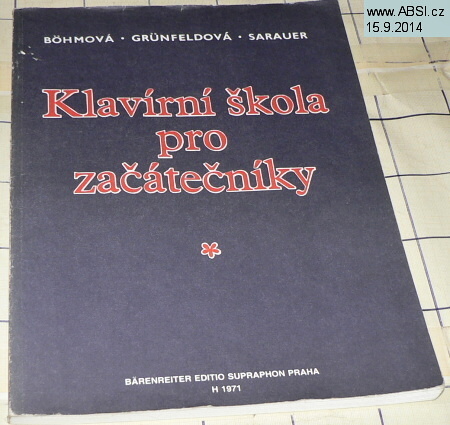 www.ABSI.cz
15.9.2014
BÖHMOVÁ · GRÜNFELDOVÁ · SARAUER
Klavírní škola
pro
začátečníky
*
BÄRENREITER EDITIO SUPRAPHON PRAHA
H 1971